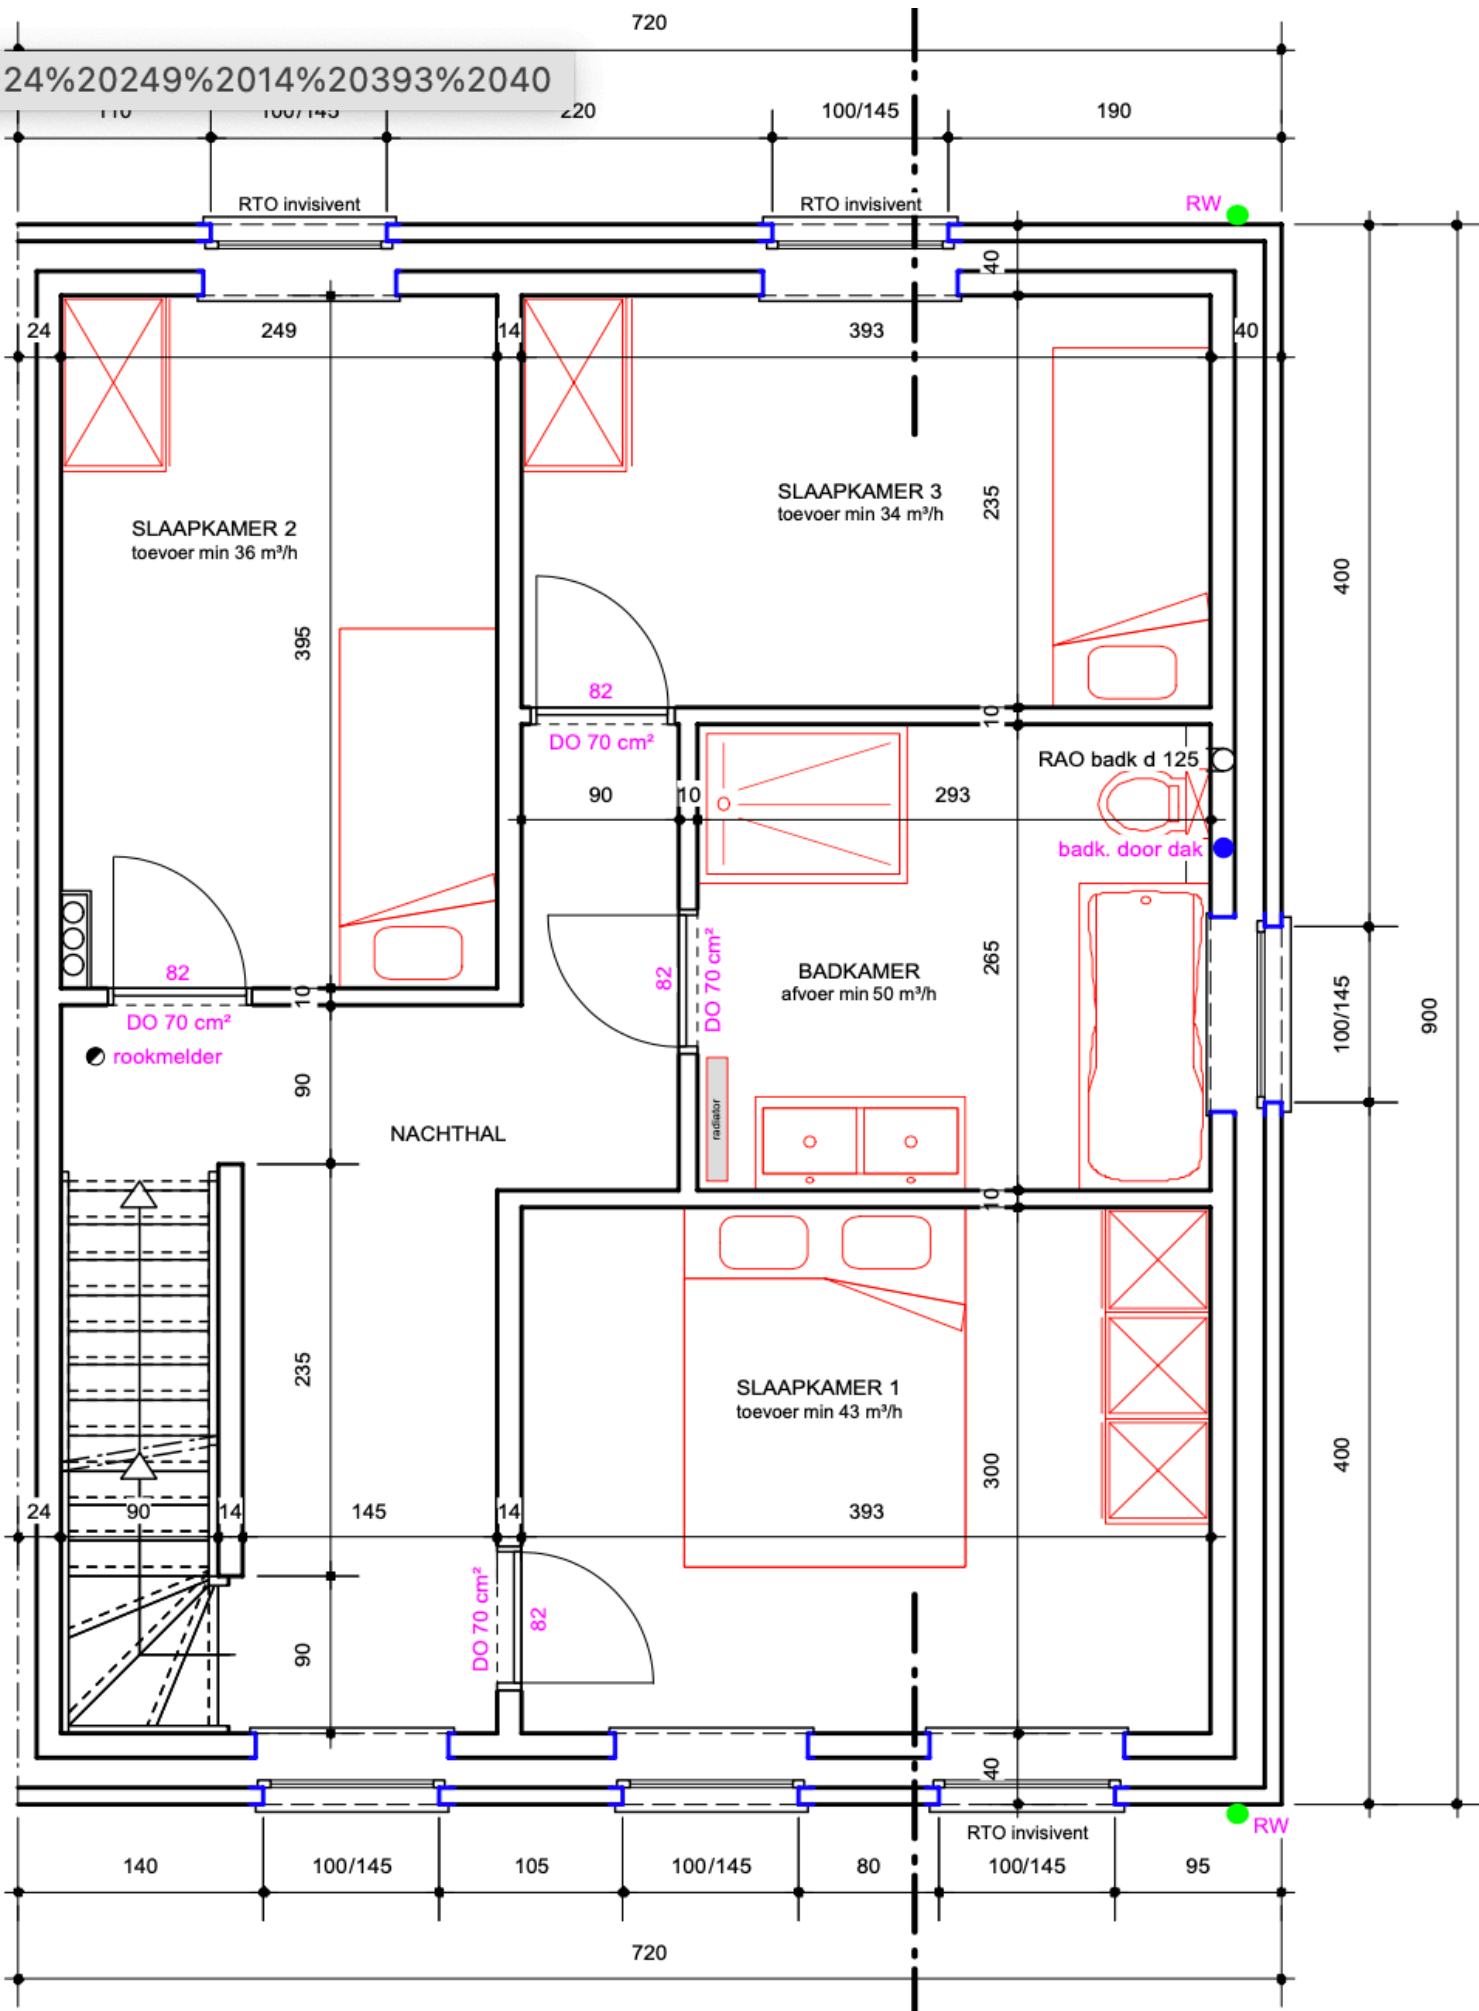 720
24%20249%2014%20393%2040
110
100/145
220
100/145
190
RTO invisivent
RTO invisivent
RW
40
24
249
14
393
40
SLAAPKAMER 3
toevoer min 34 m³/h
235
SLAAPKAMER 2
toevoer min 36 m³/h
400
395
82
10
DO 70 cm²
RAO badk d 125
90
10
293
badk. door dak
82
DO 70 cm²
265
BADKAMER
afvoer min 50 m³/h
82
10
DO 70 cm²
rookmelder
100/145
900
90
radiator
NACHTHAL
10
235
SLAAPKAMER 1
toevoer min 43 m³/h
300
400
24
90
14
145
14
393
DO 70 cm²
82
90
40
RTO invisivent
RW
140
100/145
105
100/145
80
100/145
95
720